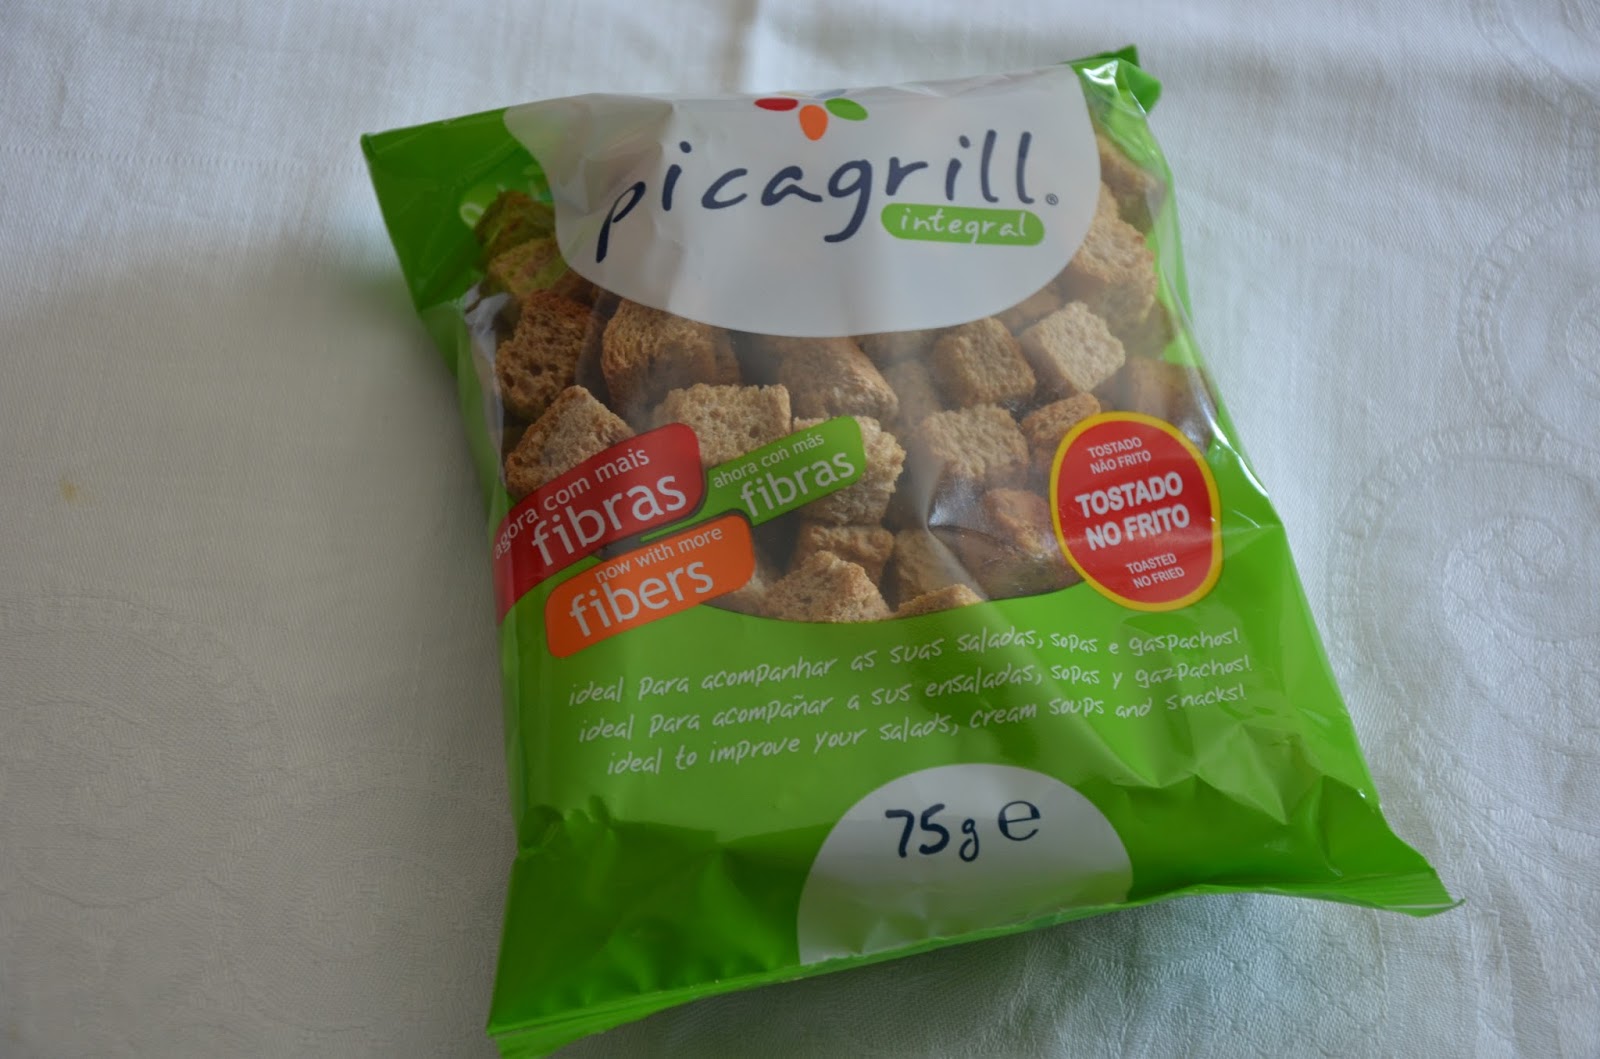 picagrill®
integral
agora com mais
fibras
ahora con más
fibras
now with more
fibers
TOSTADO
NÃO FRITO
TOSTADO
NO FRITO
TOASTED
NO FRIED
ideal para acompanhar as suas saladas, sopas e gaspachos!
ideal para acompañar a sus ensaladas, sopas y gazpachos!
ideal to improve your salads, cream soups and snacks!
75g ℮